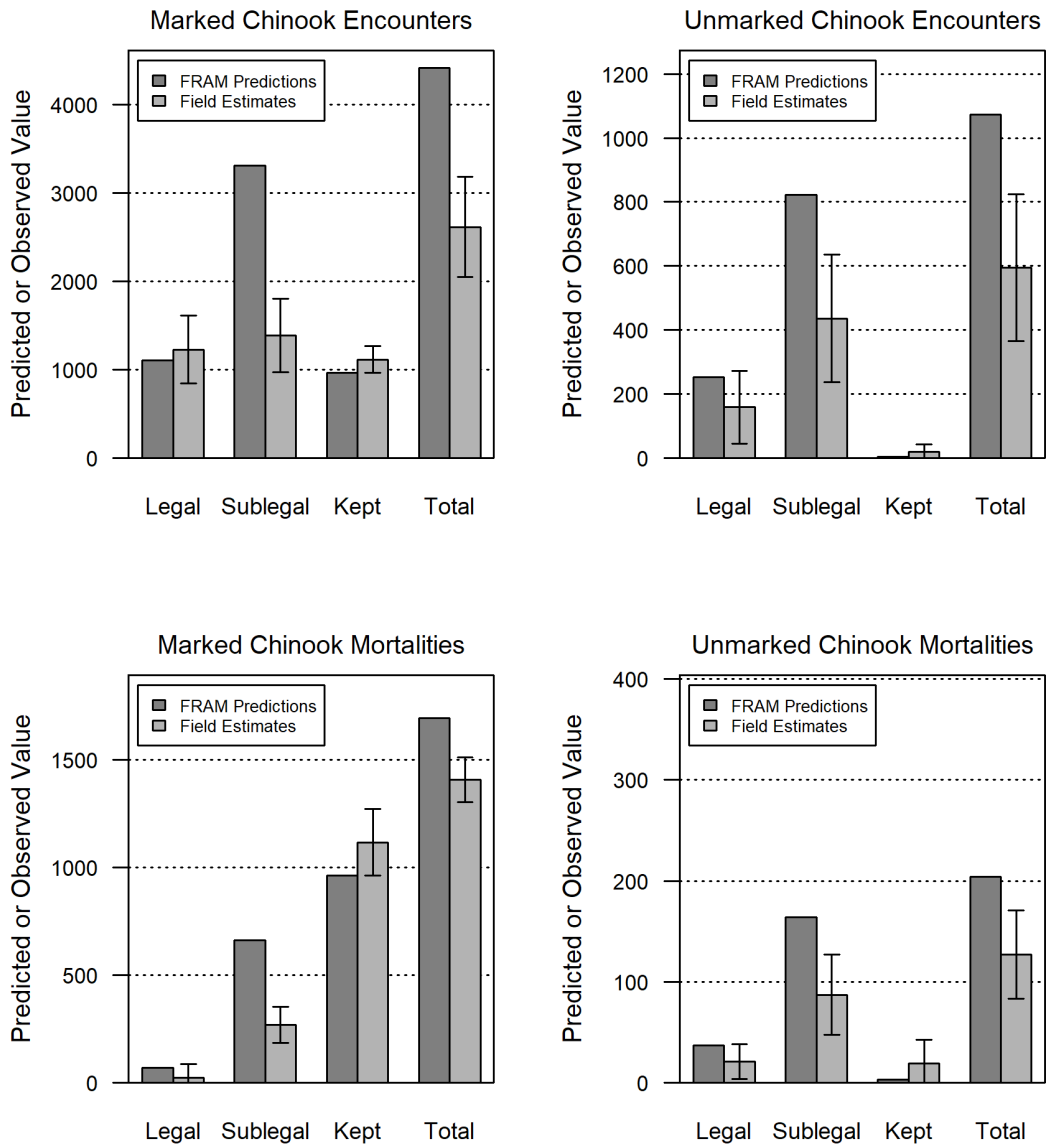 Marked Chinook Encounters
Predicted or Observed Value
FRAM Predictions
Field Estimates
4000
3000
2000
1000
0
Legal Sublegal Kept Total
Unmarked Chinook Encounters
Predicted or Observed Value
FRAM Predictions
Field Estimates
1200
1000
800
600
400
200
0
Legal Sublegal Kept Total
Marked Chinook Mortalities
Predicted or Observed Value
FRAM Predictions
Field Estimates
1500
1000
500
0
Legal Sublegal Kept Total
Unmarked Chinook Mortalities
Predicted or Observed Value
FRAM Predictions
Field Estimates
400
300
200
100
0
Legal Sublegal Kept Total